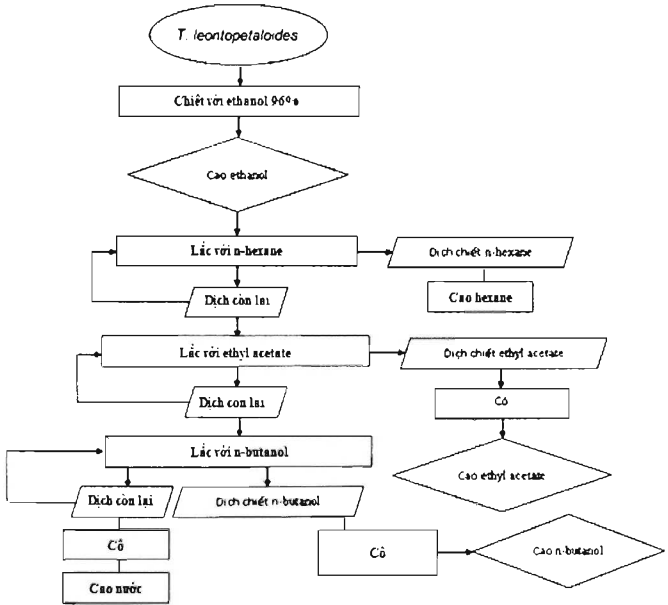 T. leontopetaloides
Chiết với ethanol 96%
Cao ethanol
Lắc với n-hexane
Dịch chiết n-hexane
Dịch còn lại
Cao hexane
Lắc với ethyl acetate
Dịch chiết ethyl acetate
Dịch còn lại
Cô
Lắc với n-butanol
Cao ethyl acetate
Dịch còn lại
Dịch chiết n-butanol
Cô
Cô
Cao n-butanol
Cao nước